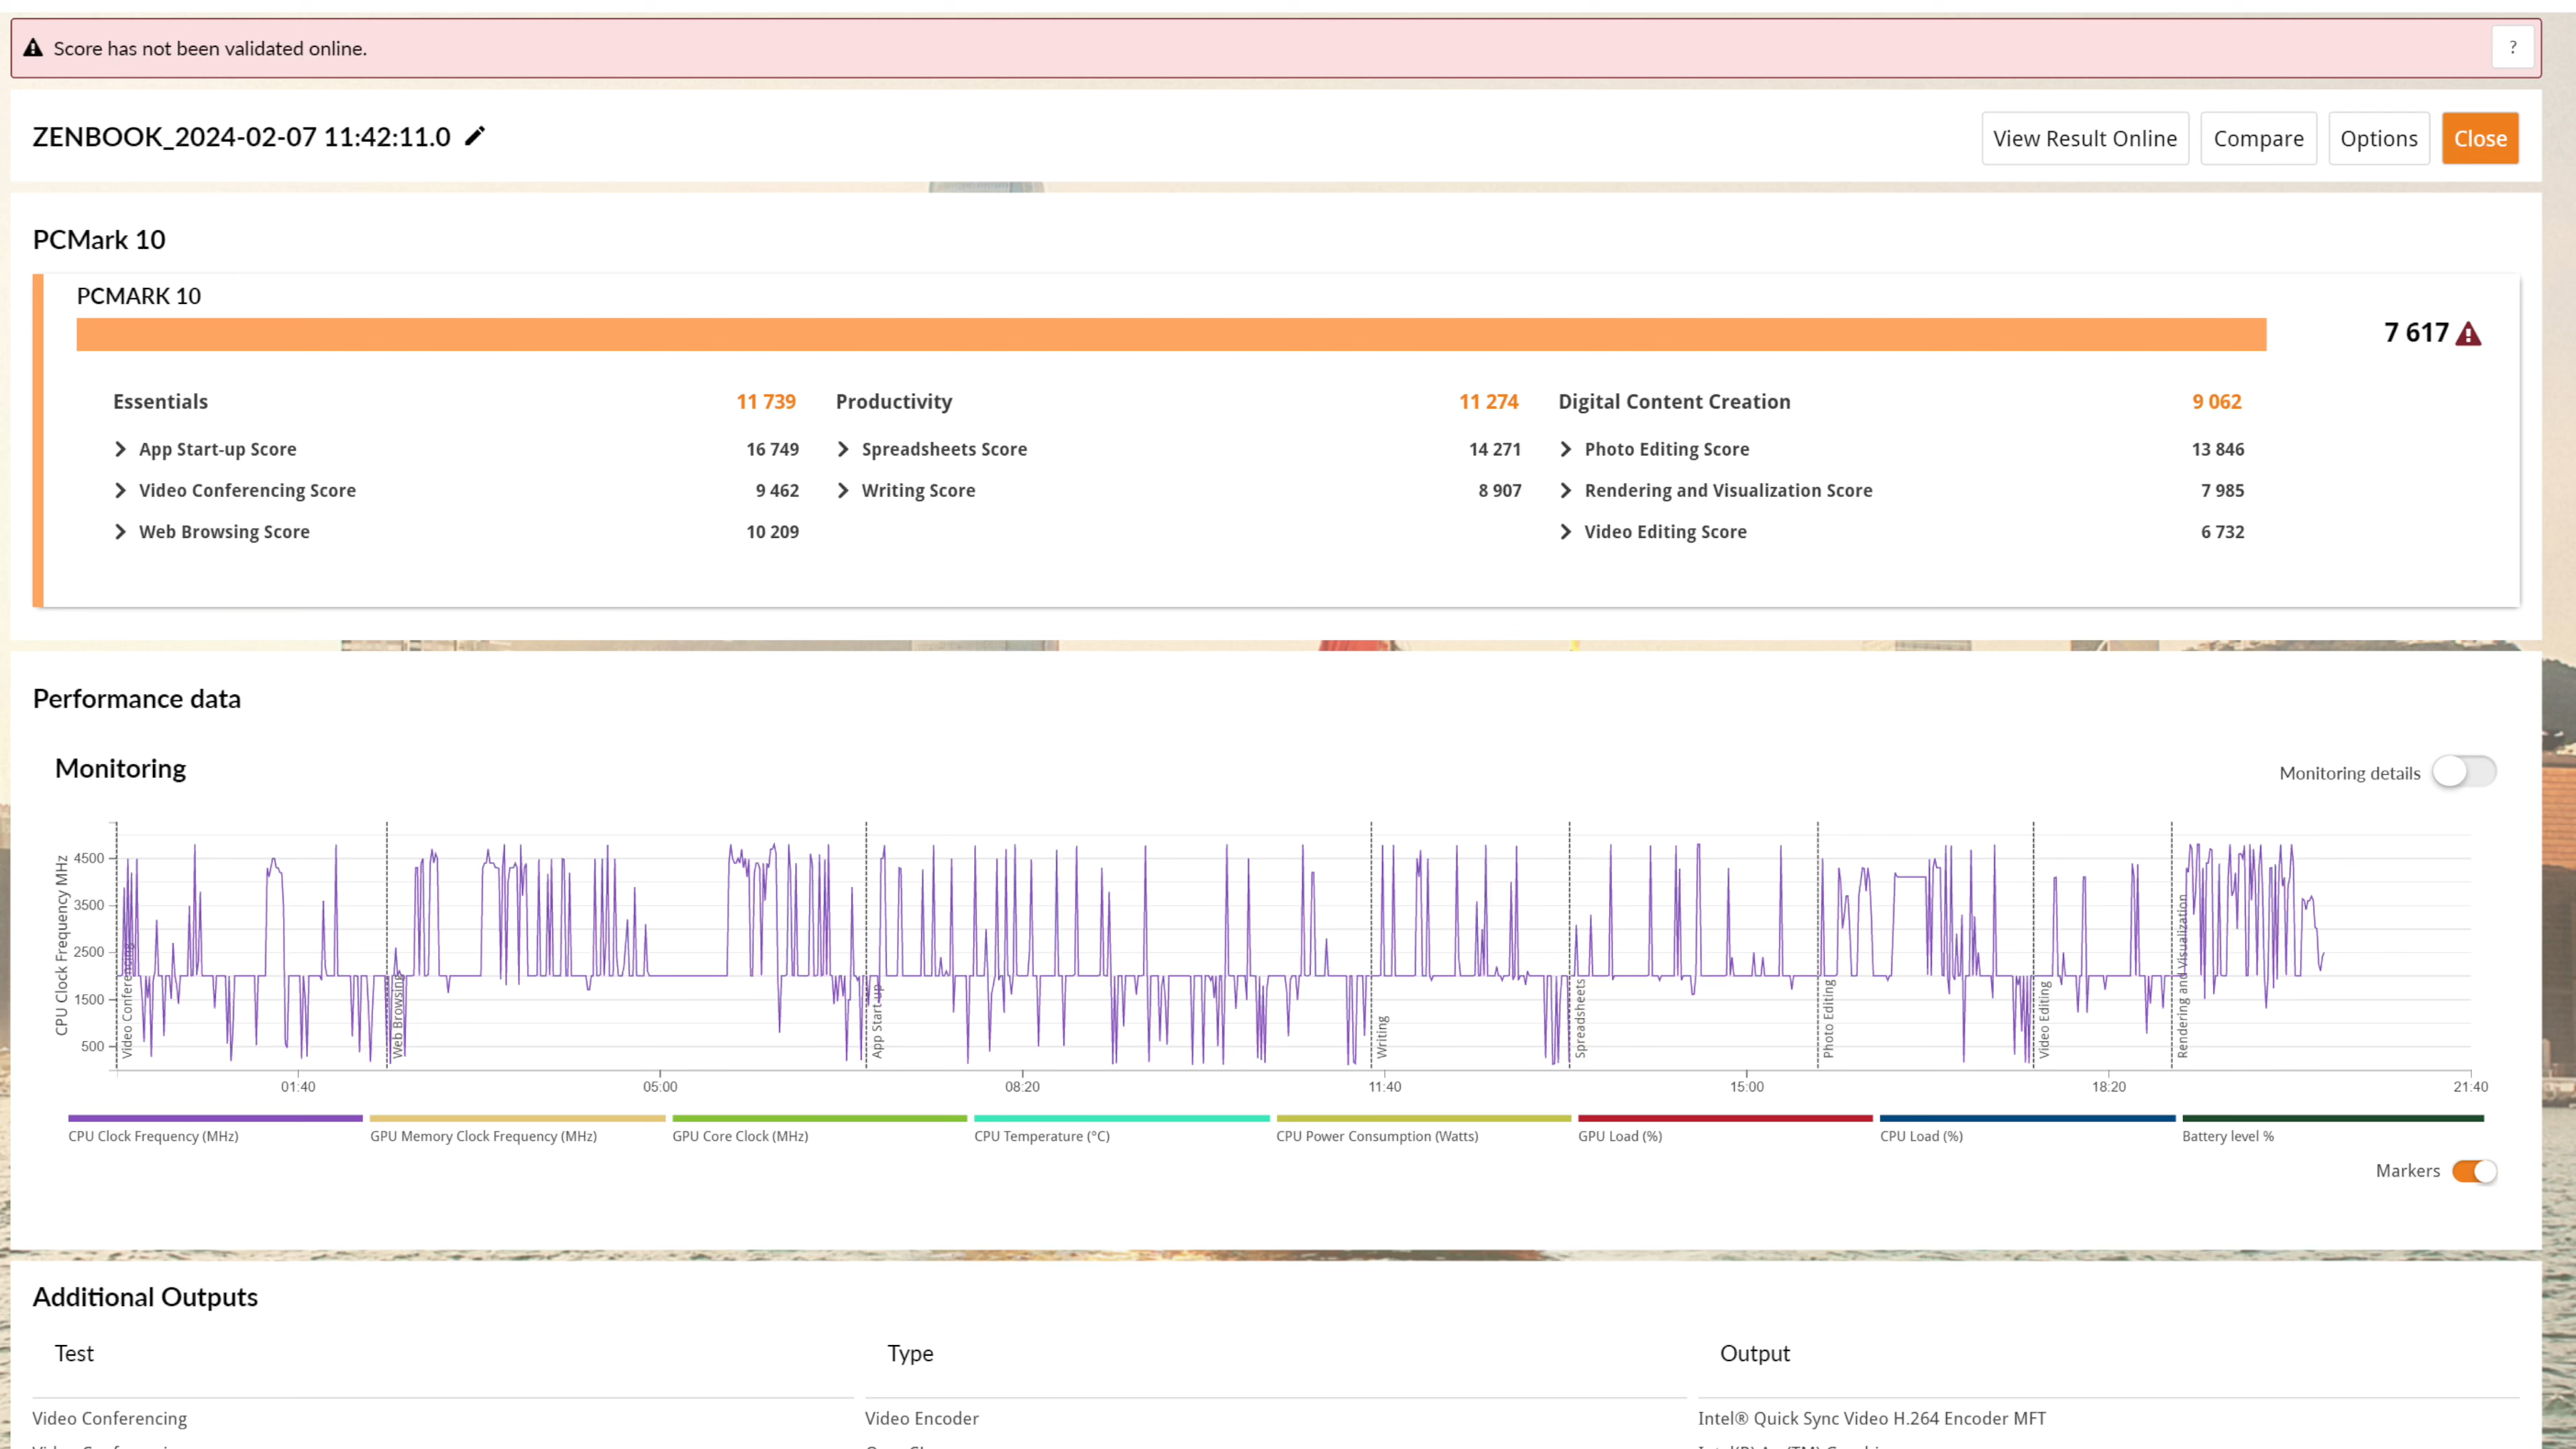 Score has not been validated online.
?
ZENBOOK_2024-02-07 11:42:11.0
View Result Online Compare Options Close
PCMark 10
PCMARK 10
7 617
Essentials 11 739 Productivity 11 274 Digital Content Creation 9 062
App Start-up Score 16 749 Spreadsheets Score 14 271 Photo Editing Score 13 846
Video Conferencing Score 9 462 Writing Score 8 907 Rendering and Visualization Score 7 985
Web Browsing Score 10 209 Video Editing Score 6 732
Performance data
Monitoring
Monitoring details
CPU Clock Frequency MHz
4500
3500
2500
1500
500
Video Conferencing
Web Browsing
App Start-up
Writing
Spreadsheets
Photo Editing
Video Editing
Rendering and Visualization
01:40 05:00 08:20 11:40 15:00 18:20 21:40
CPU Clock Frequency (MHz) GPU Memory Clock Frequency (MHz) GPU Core Clock (MHz) CPU Temperature (°C) CPU Power Consumption (Watts) GPU Load (%) CPU Load (%) Battery level %
Markers
Additional Outputs
Test Type Output
Video Conferencing Video Encoder Intel® Quick Sync Video H.264 Encoder MFT